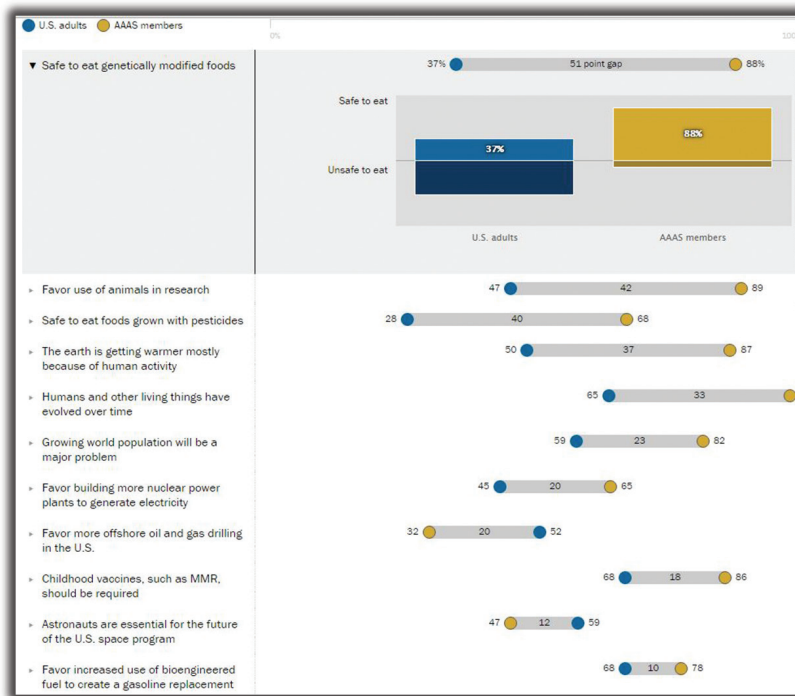 U.S. adults AAAS members
0% 100
▼ Safe to eat genetically modified foods 37% 51 point gap 88%
Safe to eat
88%
37%
Unsafe to eat
U.S. adults AAAS members
Favor use of animals in research 47 42 89
Safe to eat foods grown with pesticides 28 40 68
The earth is getting warmer mostly
because of human activity 50 37 87
Humans and other living things have
evolved over time 65 33
Growing world population will be a
major problem 59 23 82
Favor building more nuclear power
plants to generate electricity 45 20 65
Favor more offshore oil and gas drilling
in the U.S. 32 20 52
Childhood vaccines, such as MMR,
should be required 68 18 86
Astronauts are essential for the future
of the U.S. space program 47 12 59
Favor increased use of bioengineered
fuel to create a gasoline replacement 68 10 78